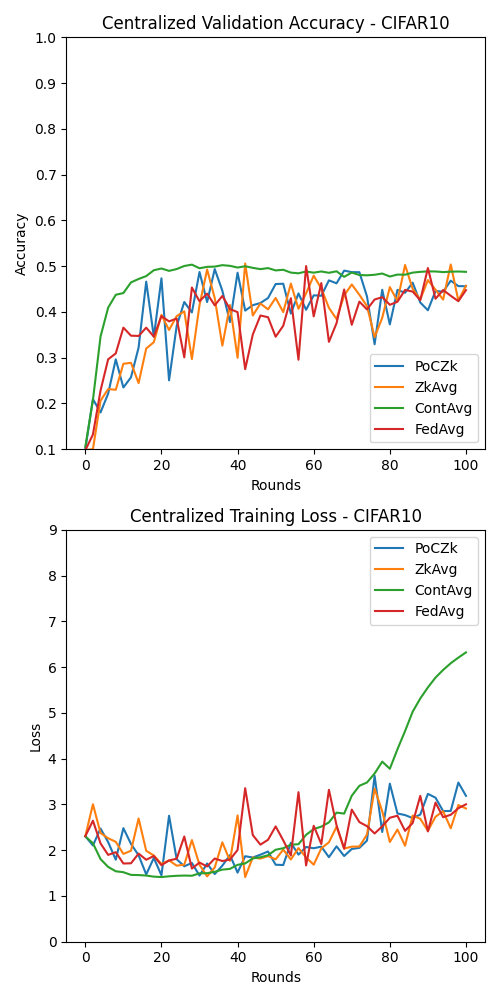 Centralized Validation Accuracy - CIFAR10
1.0
0.9
0.8
0.7
0.6
0.5
0.4
0.3
0.2
0.1
Accuracy
PoCZk
ZkAvg
ContAvg
FedAvg
0 20 40 60 80 100
Rounds
Centralized Training Loss - CIFAR10
9
8
7
6
5
4
3
2
1
0
Loss
PoCZk
ZkAvg
ContAvg
FedAvg
0 20 40 60 80 100
Rounds